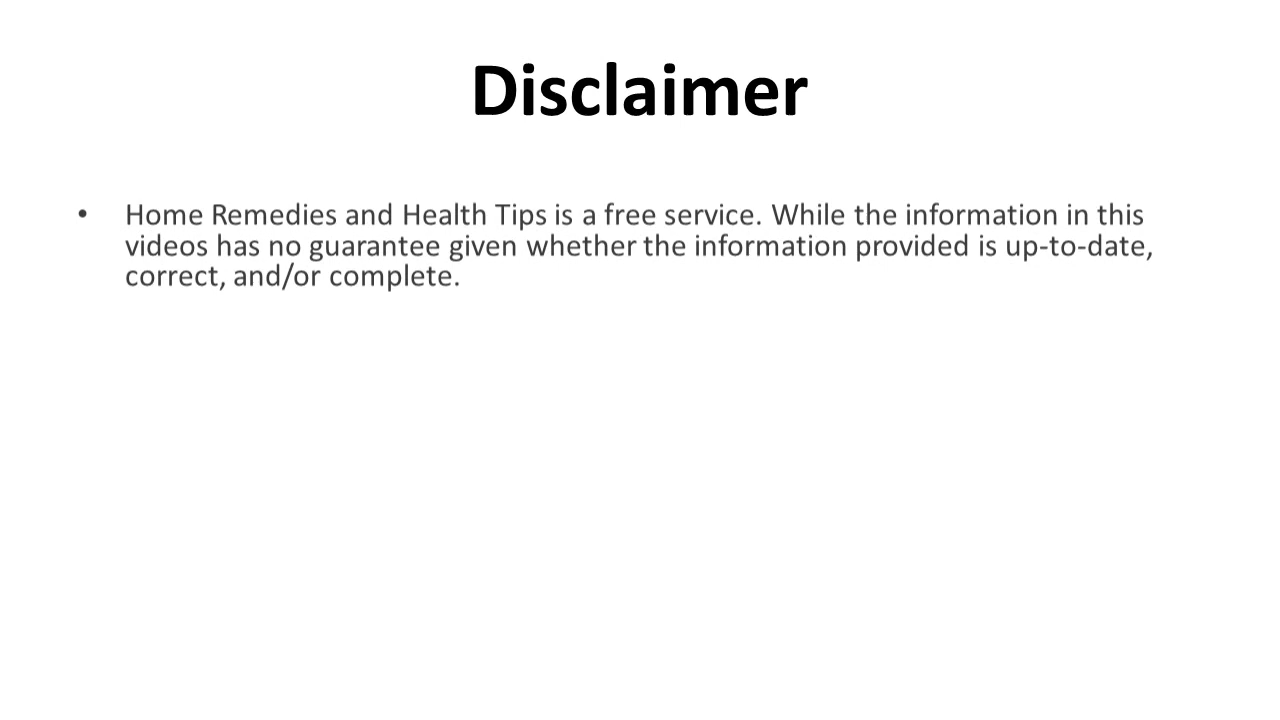 Disclaimer
• Home Remedies and Health Tips is a free service. While the information in this
videos has no guarantee given whether the information provided is up-to-date,
correct, and/or complete.